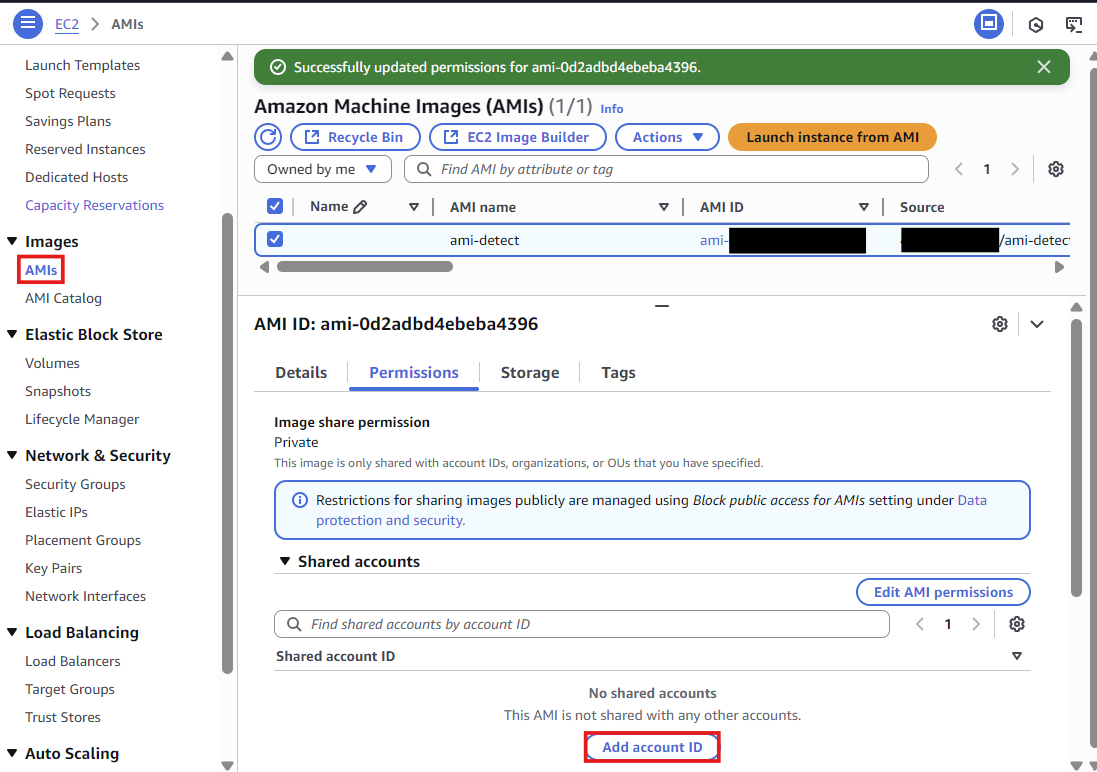 EC2 > AMIs
Launch Templates
Spot Requests
Savings Plans
Reserved Instances
Dedicated Hosts
Capacity Reservations
Images
AMIs
AMI Catalog
Elastic Block Store
Volumes
Snapshots
Lifecycle Manager
Network & Security
Security Groups
Elastic IPs
Placement Groups
Key Pairs
Network Interfaces
Load Balancing
Load Balancers
Target Groups
Trust Stores
Auto Scaling
Successfully updated permissions for ami-0d2adbd4ebeba4396.
Amazon Machine Images (AMIs) (1/1) Info
Recycle Bin EC2 Image Builder Actions Launch instance from AMI
Owned by me Find AMI by attribute or tag 1
Name AMI name AMI ID Source
ami-detect ami- /ami-detect
AMI ID: ami-0d2adbd4ebeba4396
Details Permissions Storage Tags
Image share permission
Private
This image is only shared with account IDs, organizations, or OUs that you have specified.
Restrictions for sharing images publicly are managed using Block public access for AMIs setting under Data
protection and security.
Shared accounts
Edit AMI permissions
Find shared accounts by account ID 1
Shared account ID
No shared accounts
This AMI is not shared with any other accounts.
Add account ID